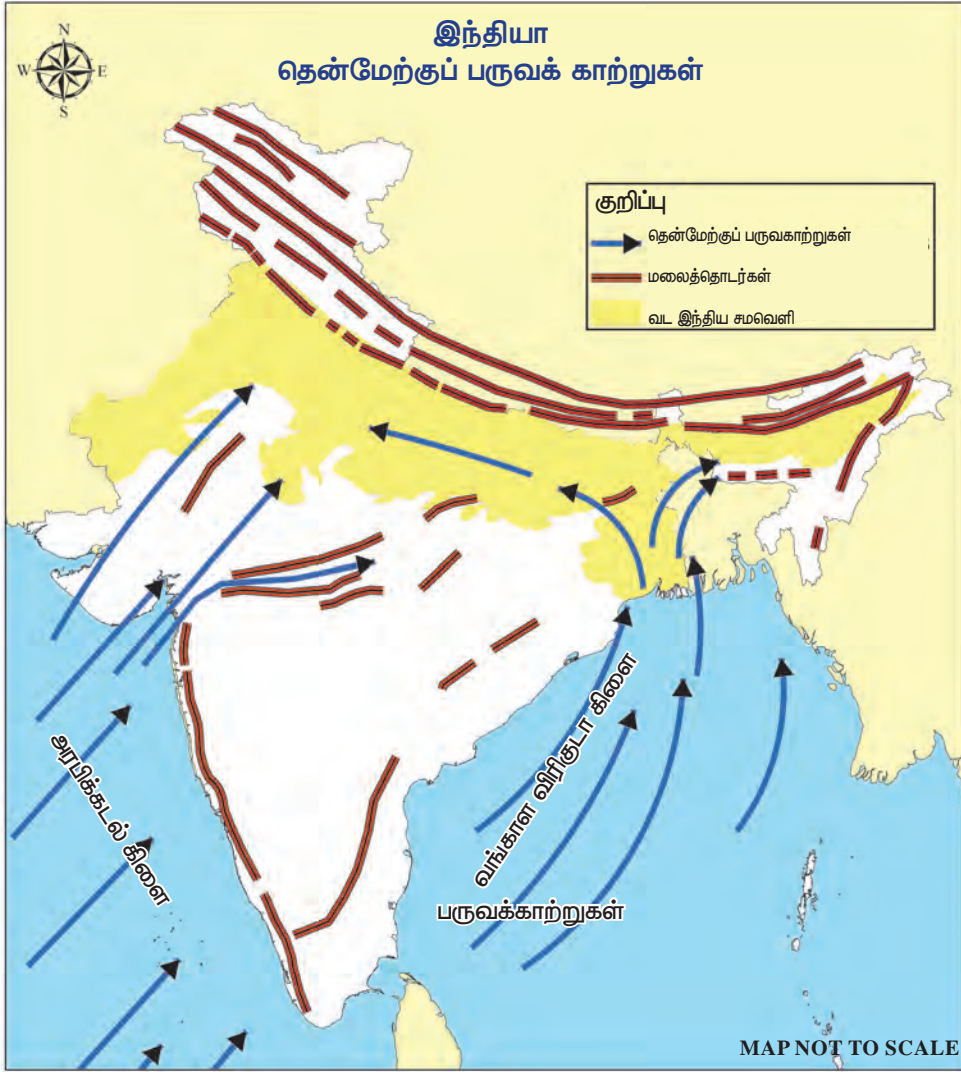 இந்தியா
தென்மேற்குப் பருவக் காற்றுகள்
N
W
E
S
குறிப்பு
தென்மேற்குப் பருவகாற்றுகள்
மலைத்தொடர்கள்
வட இந்திய சமவெளி
அரபிக்கடல் கிளை
வங்காள விரிகுடா கிளை
பருவக்காற்றுகள்
MAP NOT TO SCALE